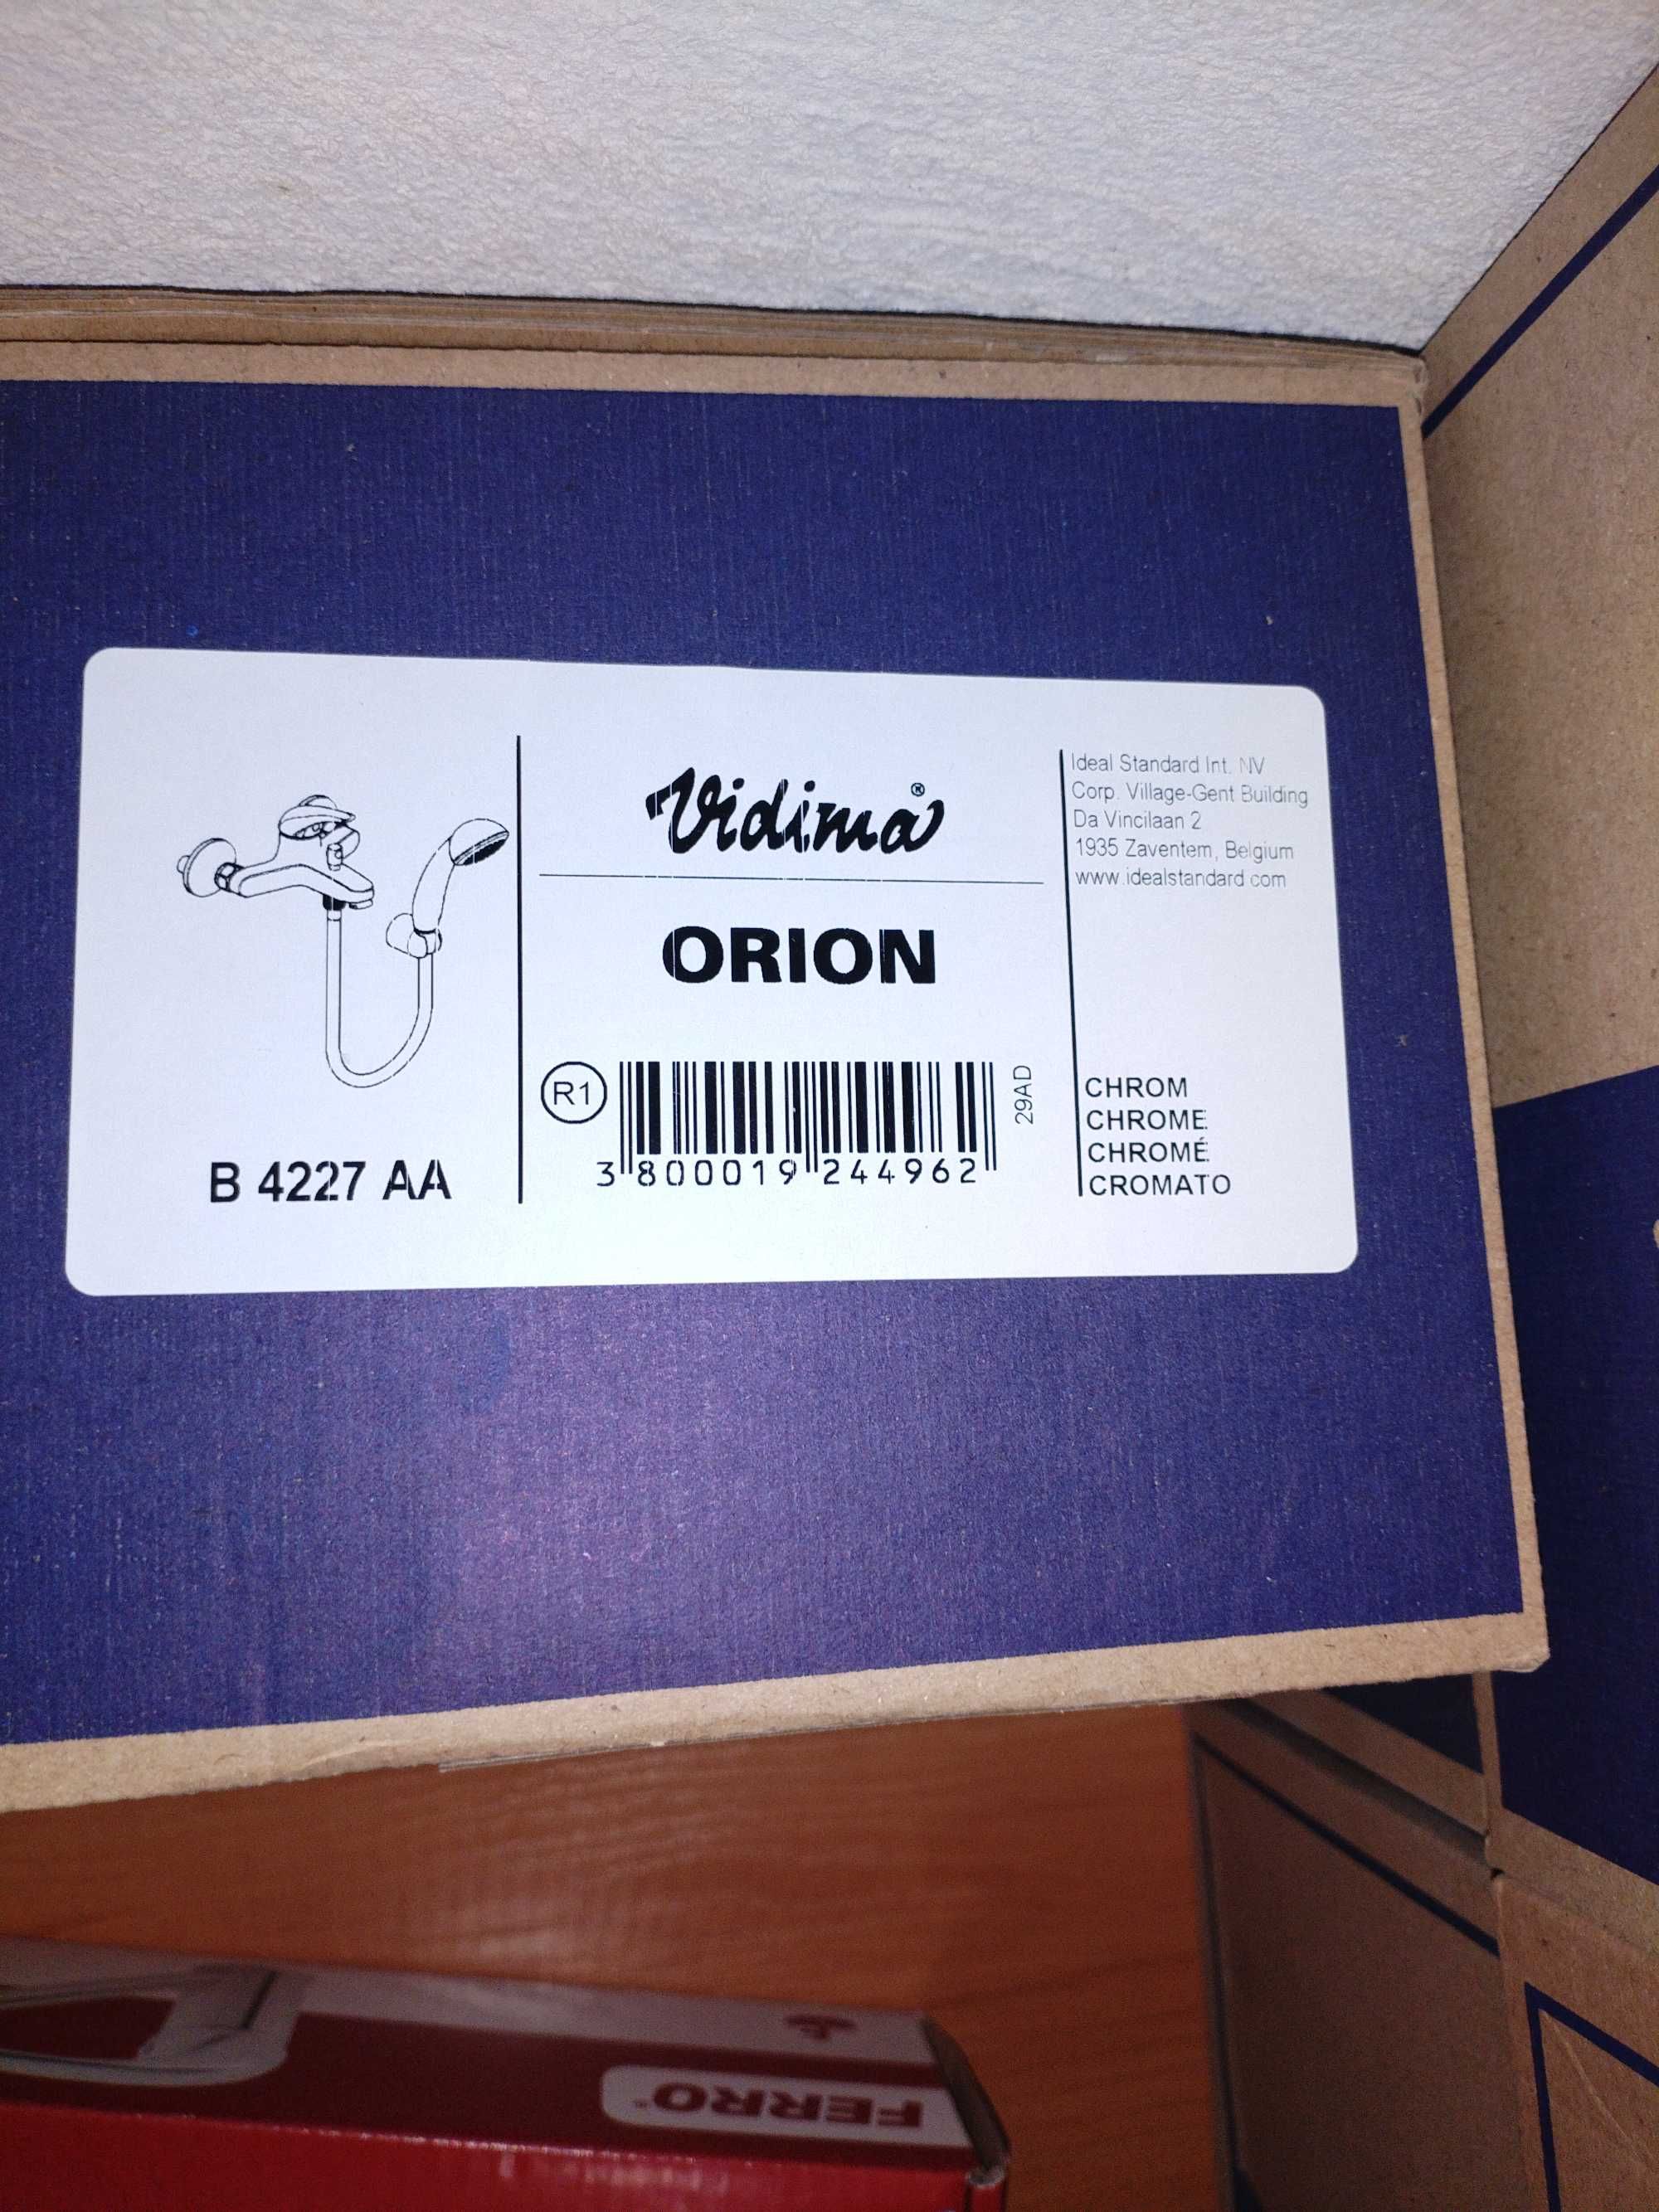 B 4227 AA
Vidima®
ORION
R1
3 800019 244962
29AD
Ideal Standard Int. NV
Corp. Village-Gent Building
Da Vincilaan 2
1935 Zaventem, Belgium
www.idealstandard.com
CHROM
CHROME
CHROMÉ
CROMATO
FERRO